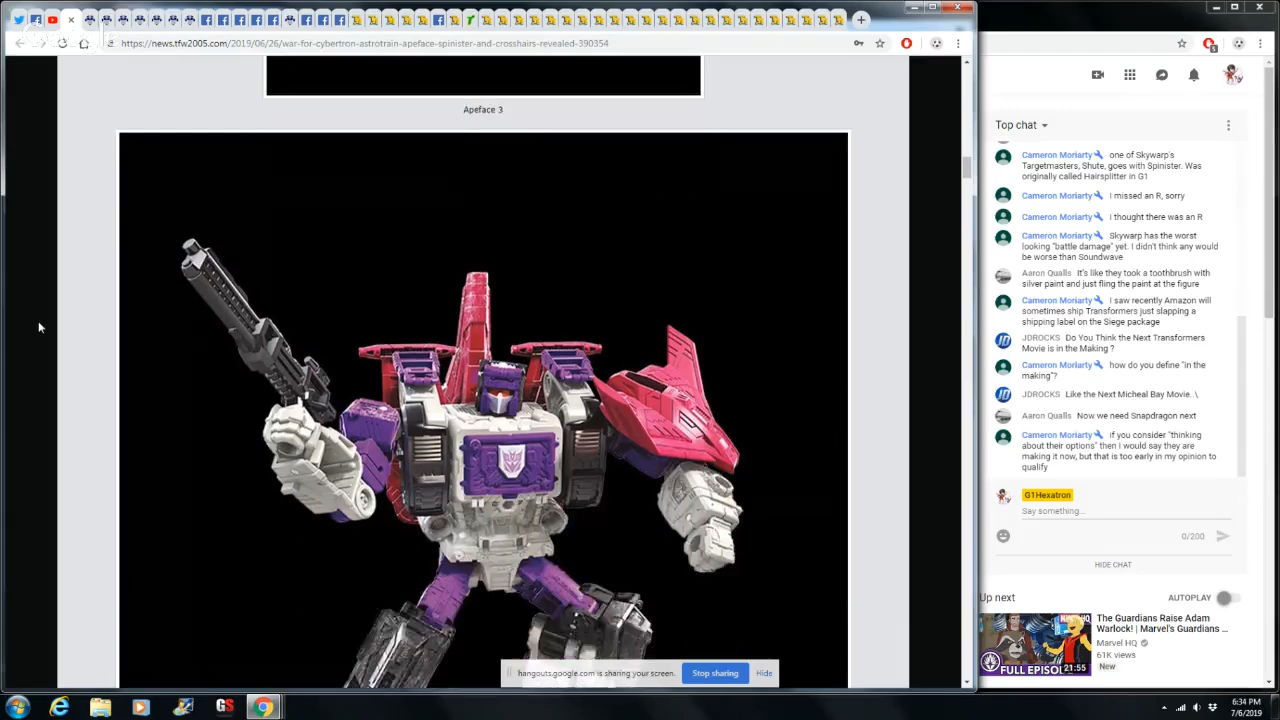 https://news.tfw2005.com/2019/06/26/war-for-cybertron-astrotrain-apeface-spinister-and-crosshairs-revealed-390354
Apeface 3
hangouts.google.com is sharing your screen.
Stop sharing
Hide
Top chat
Cameron Moriarty one of Skywarp's
Targetmasters, Shute, goes with Spinister. Was
originally called Hairsplitter in G1
Cameron Moriarty I missed an R, sorry
Cameron Moriarty I thought there was an R
Cameron Moriarty Skywarp has the worst
looking "battle damage" yet. I didn't think any would
be worse than Soundwave
Aaron Qualls It's like they took a toothbrush with
silver paint and just fling the paint at the figure
Cameron Moriarty I saw recently Amazon will
sometimes ship Transformers just slapping a
shipping label on the Siege package
JDROCKS Do You Think the Next Transformers
Movie is in the Making ?
Cameron Moriarty how do you define "in the
making"?
JDROCKS Like the Next Micheal Bay Movie..\
Aaron Qualls Now we need Snapdragon next
Cameron Moriarty if you consider "thinking
about their options" then I would say they are
making it now, but that is too early in my opinion to
qualify
G1Hexatron
Say something...
0/200
HIDE CHAT
Up next
AUTOPLAY
The Guardians Raise Adam
Warlock! | Marvel's Guardians ...
Marvel HQ
61K views
New
FULL EPISO
21:55
6:34 PM
7/6/2019